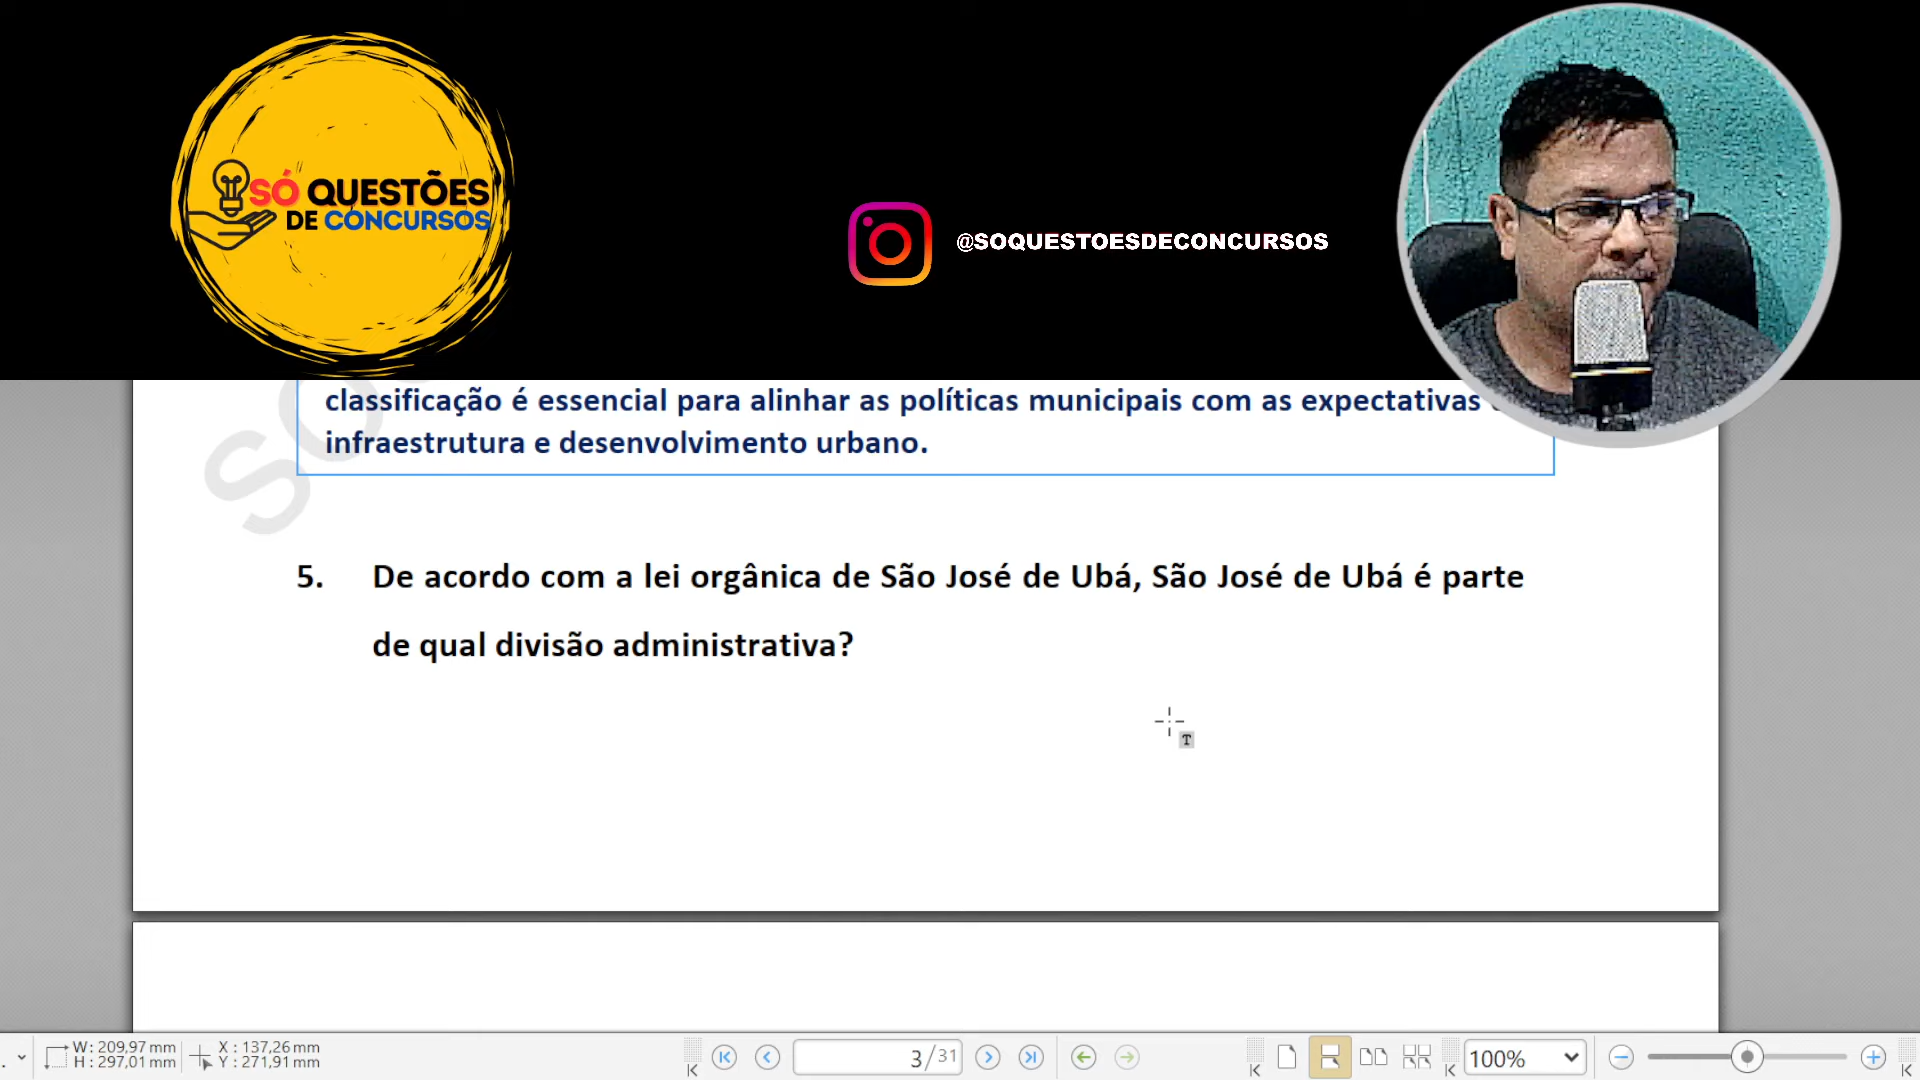 SÓ QUESTÕES
DE CONCURSOS
@SOQUESTOESDECONCURSOS
classificação é essencial para alinhar as políticas municipais com as expectativas
infraestrutura e desenvolvimento urbano.
5. De acordo com a lei orgânica de São José de Ubá, São José de Ubá é parte
de qual divisão administrativa?
T
W: 209,97 mm
H: 297,01 mm
X : 137,26 mm
Y : 271,91 mm
3/31
100%